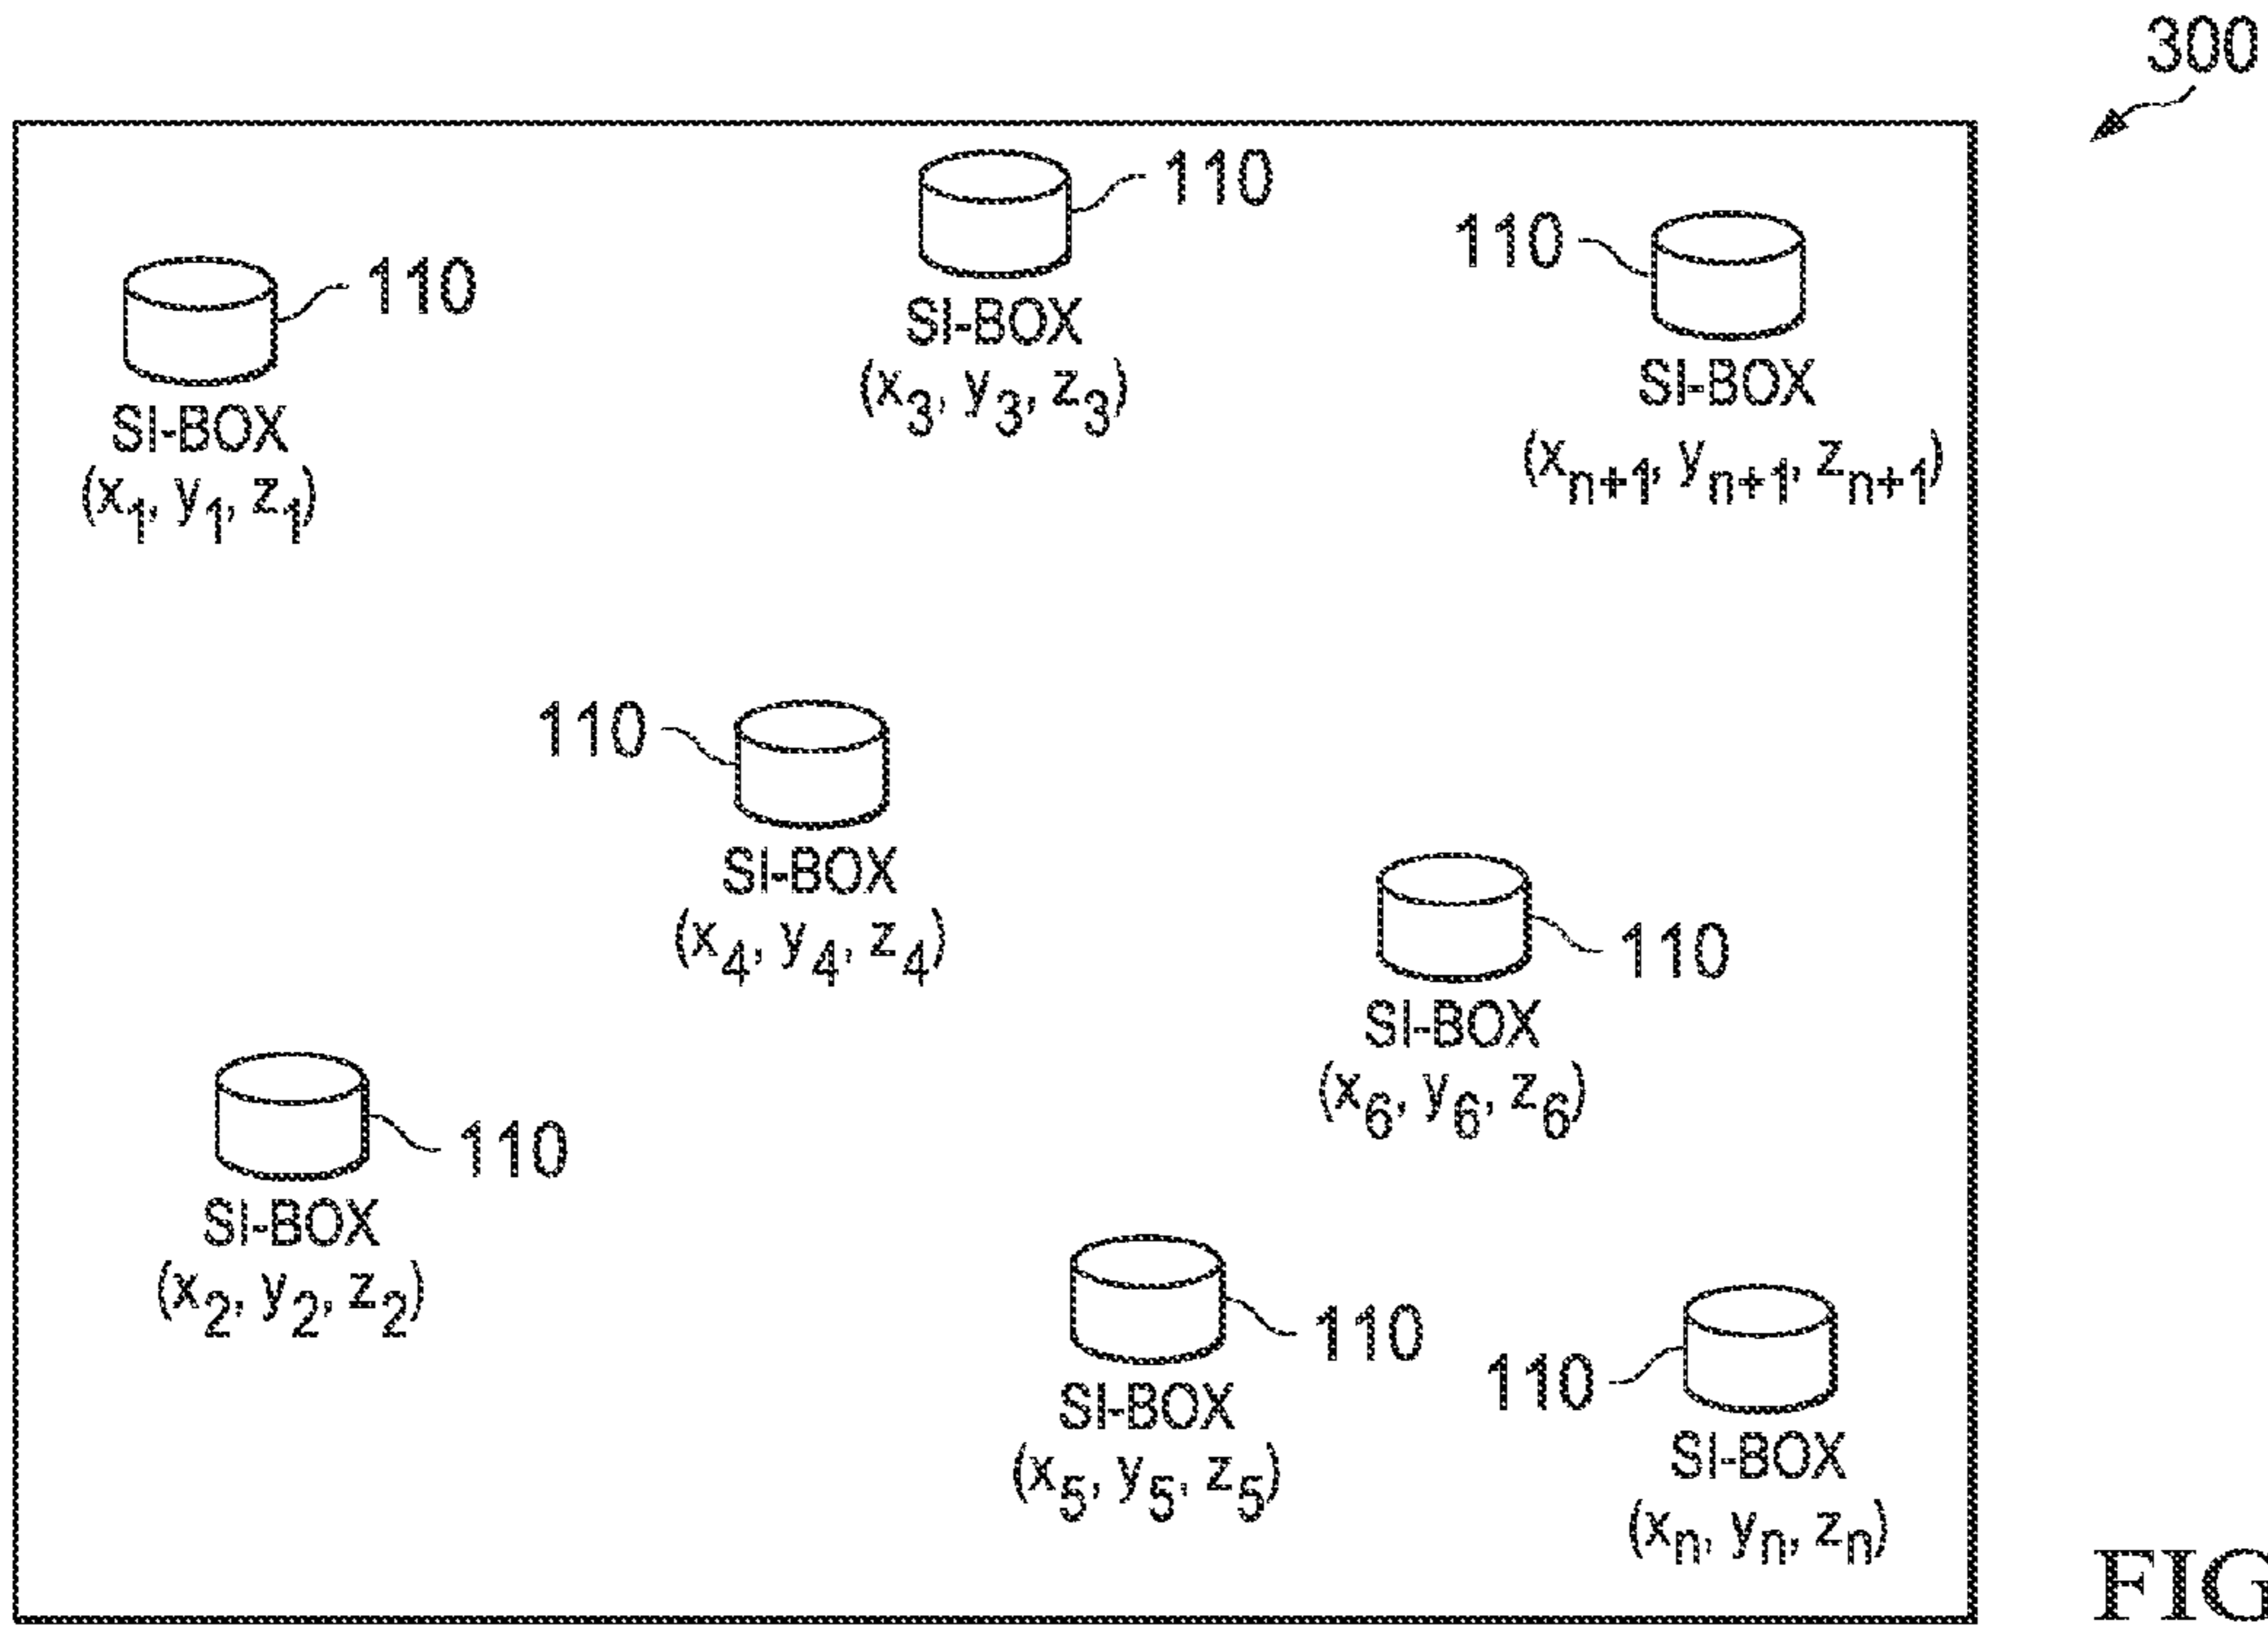 300
110
SI-BOX
(x₃, y₃, z₃)
110
SI-BOX
(xₙ₊₁, yₙ₊₁, zₙ₊₁)
110
SI-BOX
(x₁, y₁, z₁)
110
SI-BOX
(x₄, y₄, z₄)
110
SI-BOX
(x₆, y₆, z₆)
110
SI-BOX
(x₂, y₂, z₂)
110
SI-BOX
(x₅, y₅, z₅)
110
SI-BOX
(xₙ, yₙ, zₙ)
FIG